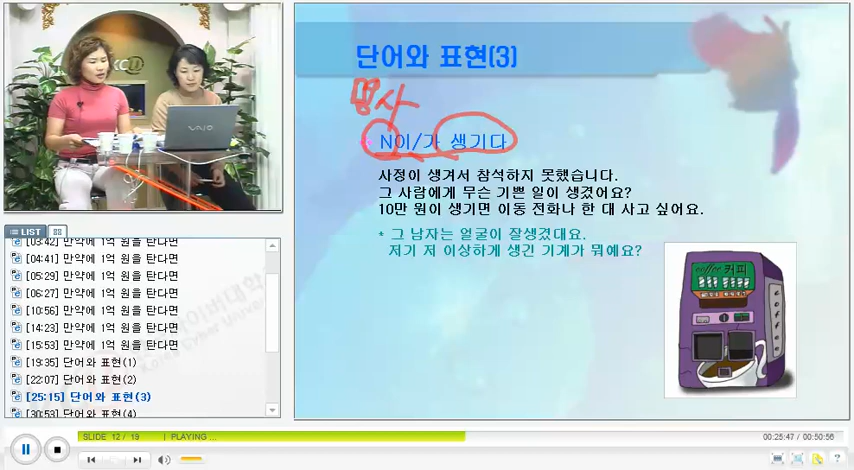 단어와 표현(3)
명사
N이/가 생기다
사정이 생겨서 참석하지 못했습니다.
그 사람에게 무슨 기쁜 일이 생겼어요?
10만 원이 생기면 이동 전화나 한 대 사고 싶어요.
* 그 남자는 얼굴이 잘생겼대요.
저기 저 이상하게 생긴 기계가 뭐예요?
coffee 커피
coffee
VAIO
LIST
[03:42] 만약에 1억 원을 탄다면
[04:41] 만약에 1억 원을 탄다면
[05:29] 만약에 1억 원을 탄다면
[06:27] 만약에 1억 원을 탄다면
[10:56] 만약에 1억 원을 탄다면
[14:23] 만약에 1억 원을 탄다면
[15:53] 만약에 1억 원을 탄다면
[19:35] 단어와 표현(1)
[22:07] 단어와 표현(2)
[25:15] 단어와 표현(3)
[30:53] 단어와 표현(4)
SLIDE 12 / 19 | PLAYING ...
00:25:47 / 00:50:56